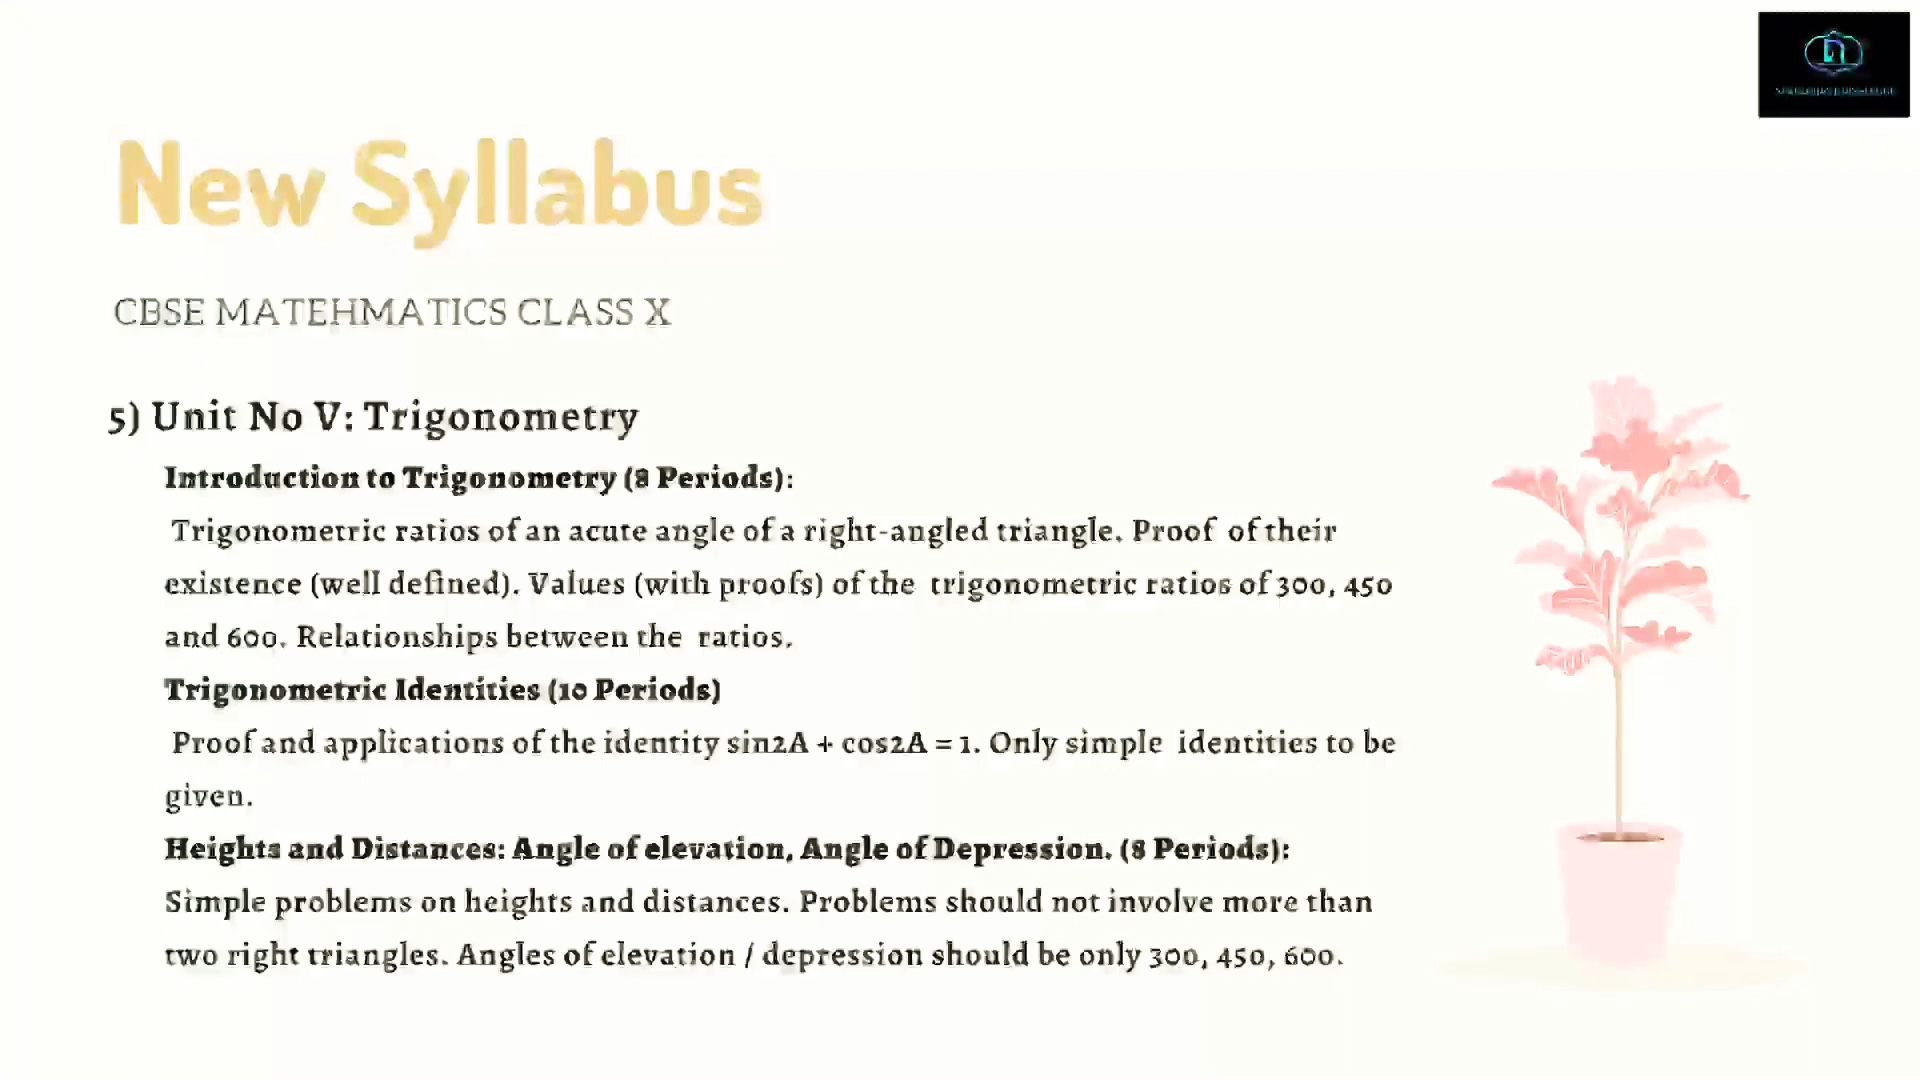 New Syllabus
CBSE MATEHMATICS CLASS X
5) Unit No V: Trigonometry
Introduction to Trigonometry (8 Periods):
Trigonometric ratios of an acute angle of a right-angled triangle. Proof of their
existence (well defined). Values (with proofs) of the trigonometric ratios of 300, 450
and 600. Relationships between the ratios.
Trigonometric Identities (10 Periods)
Proof and applications of the identity sin2A + cos2A = 1. Only simple identities to be
given.
Heights and Distances: Angle of elevation, Angle of Depression. (8 Periods):
Simple problems on heights and distances. Problems should not involve more than
two right triangles. Angles of elevation / depression should be only 300, 450, 600.